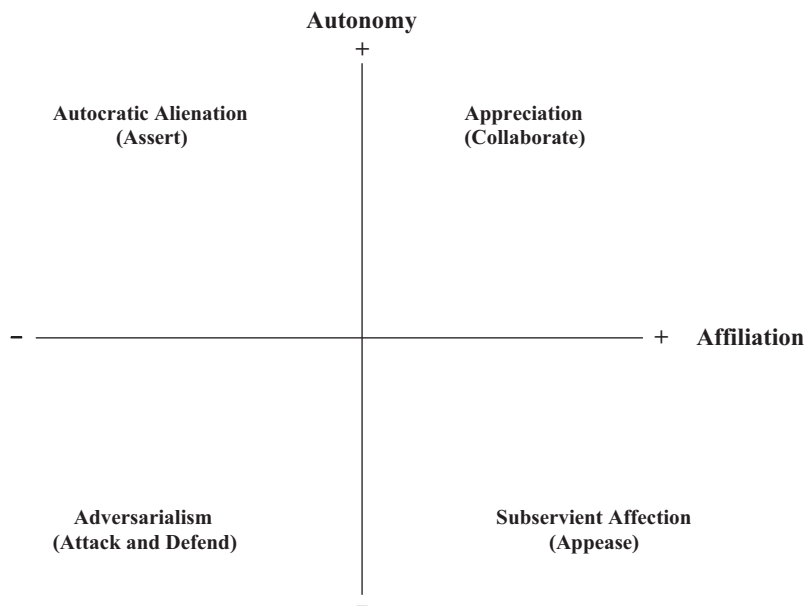 Autonomy
+
Autocratic Alienation
(Assert)
Appreciation
(Collaborate)
–
+ Affiliation
Adversarialism
(Attack and Defend)
Subservient Affection
(Appease)
–